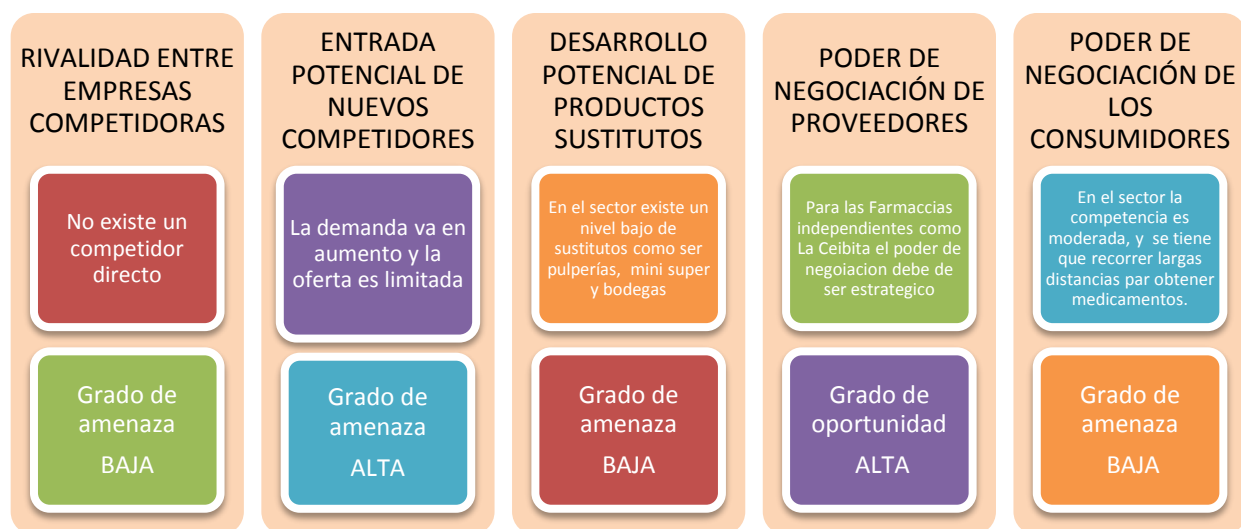 RIVALIDAD ENTRE
EMPRESAS
COMPETIDORAS
No existe un
competidor
directo
Grado de
amenaza
BAJA
ENTRADA
POTENCIAL DE
NUEVOS
COMPETIDORES
La demanda va en
aumento y la
oferta es limitada
Grado de
amenaza
ALTA
DESARROLLO
POTENCIAL DE
PRODUCTOS
SUSTITUTOS
En el sector existe un
nivel bajo de
sustitutos como ser
pulperías, mini super
y bodegas
Grado de
amenaza
BAJA
PODER DE
NEGOCIACIÓN DE
PROVEEDORES
Para las Farmaccias
independientes como
La Ceibita el poder de
negoiacion debe de
ser estrategico
Grado de
oportunidad
ALTA
PODER DE
NEGOCIACIÓN DE
LOS
CONSUMIDORES
En el sector la
competencia es
moderada, y se tiene
que recorrer largas
distancias par obtener
medicamentos.
Grado de
amenaza
BAJA